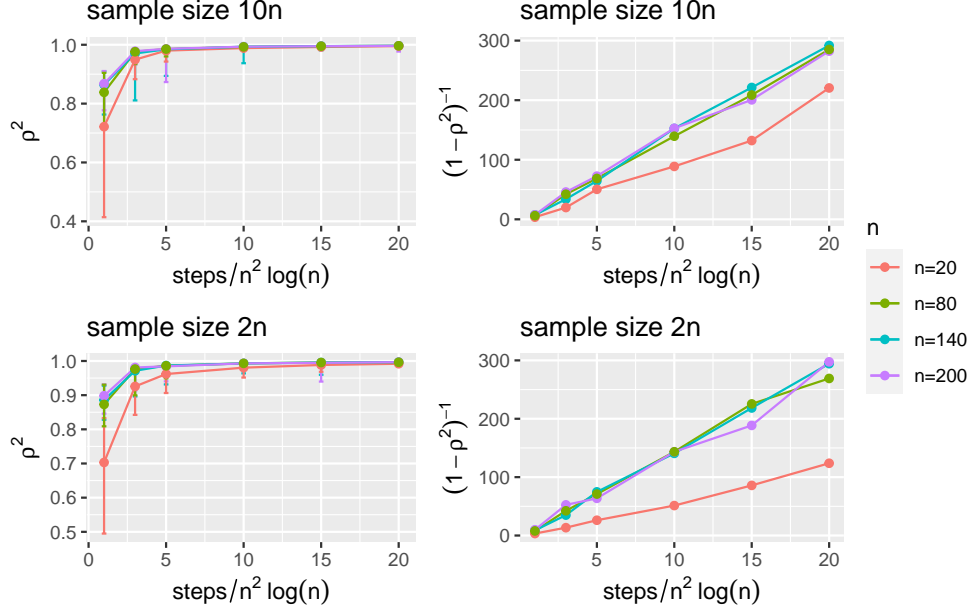 sample size 10n
1.0
0.8
0.6
0.4
ρ²
0
5
10
15
20
steps/n² log(n)
sample size 10n
300
200
100
0
(1 − ρ²)⁻¹
5
10
15
20
steps/n² log(n)
sample size 2n
1.0
0.9
0.8
0.7
0.6
0.5
ρ²
0
5
10
15
20
steps/n² log(n)
sample size 2n
300
200
100
0
(1 − ρ²)⁻¹
5
10
15
20
steps/n² log(n)
n
n=20
n=80
n=140
n=200